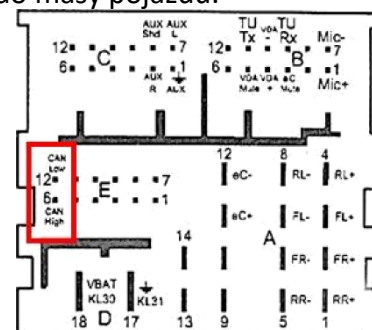 do masy pojazdu.
AUX Shd AUX L TU Tx VDA- TU Rx Mic-
12 7 12 7
C B
6 1 6 1
AUX R AUX VDA Mute VDA + eC Mute Mic+
CAN Low
12 7 12 8 4
E eC- RL- RL+
6 1
CAN High eC+ FL- FL+
14 A
VBAT KL30 KL31 FR- FR+
RR- RR+
18 D 17 13 9 5 1